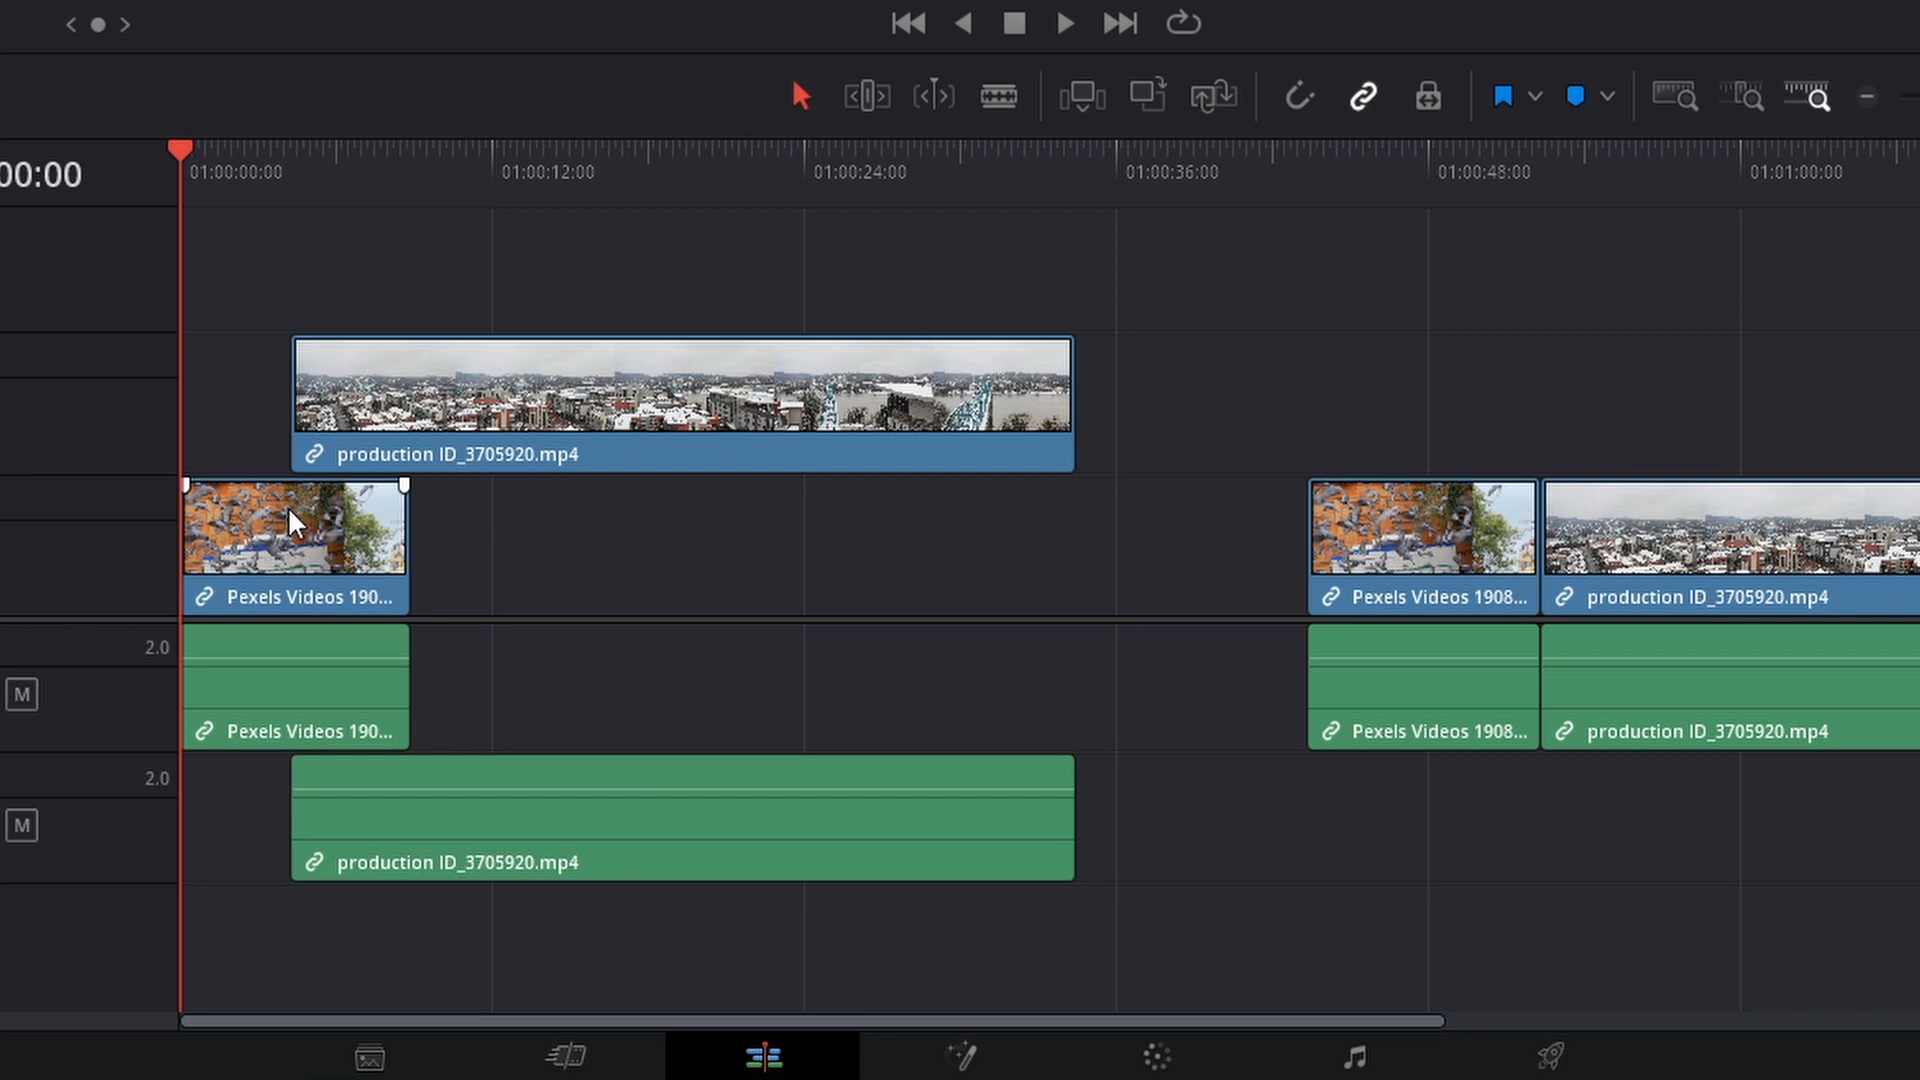 00:00
01:00:00:00
01:00:12:00
01:00:24:00
01:00:36:00
01:00:48:00
01:01:00:00
production ID_3705920.mp4
Pexels Videos 190...
Pexels Videos 1908...
production ID_3705920.mp4
2.0
M
Pexels Videos 190...
Pexels Videos 1908...
production ID_3705920.mp4
2.0
M
production ID_3705920.mp4